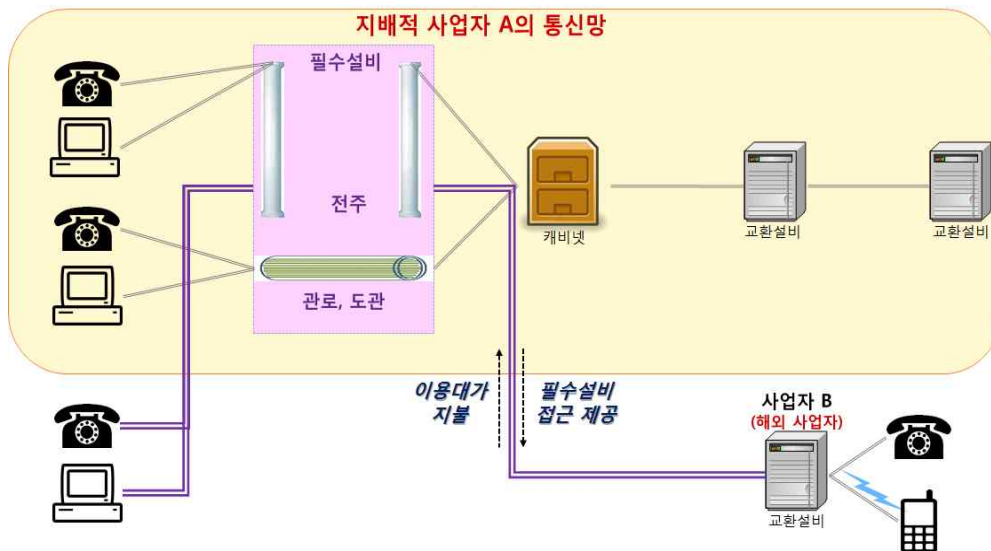 지배적 사업자 A의 통신망
필수설비
전주
관로, 도관
캐비넷
교환설비
교환설비
이용대가
지불
필수설비
접근 제공
사업자 B
(해외 사업자)
교환설비